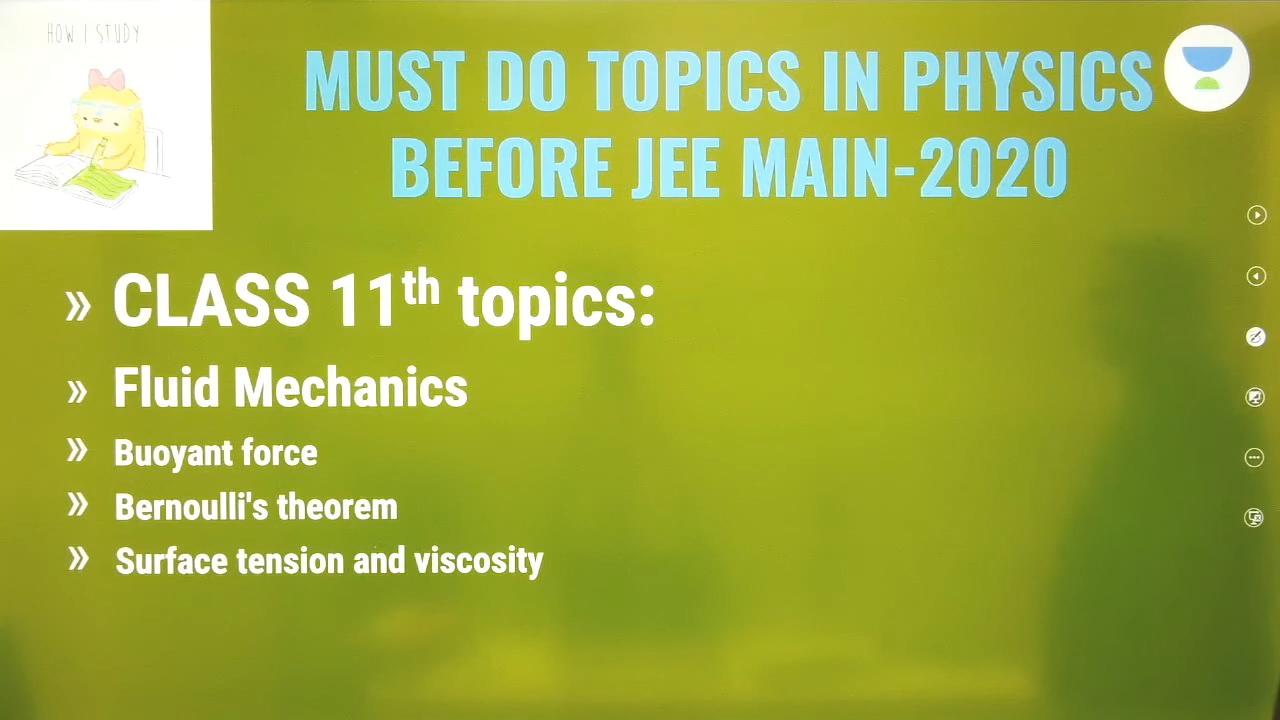 HOW I STUDY
MUST DO TOPICS IN PHYSICS
BEFORE JEE MAIN-2020
» CLASS 11th topics:
» Fluid Mechanics
» Buoyant force
» Bernoulli's theorem
» Surface tension and viscosity